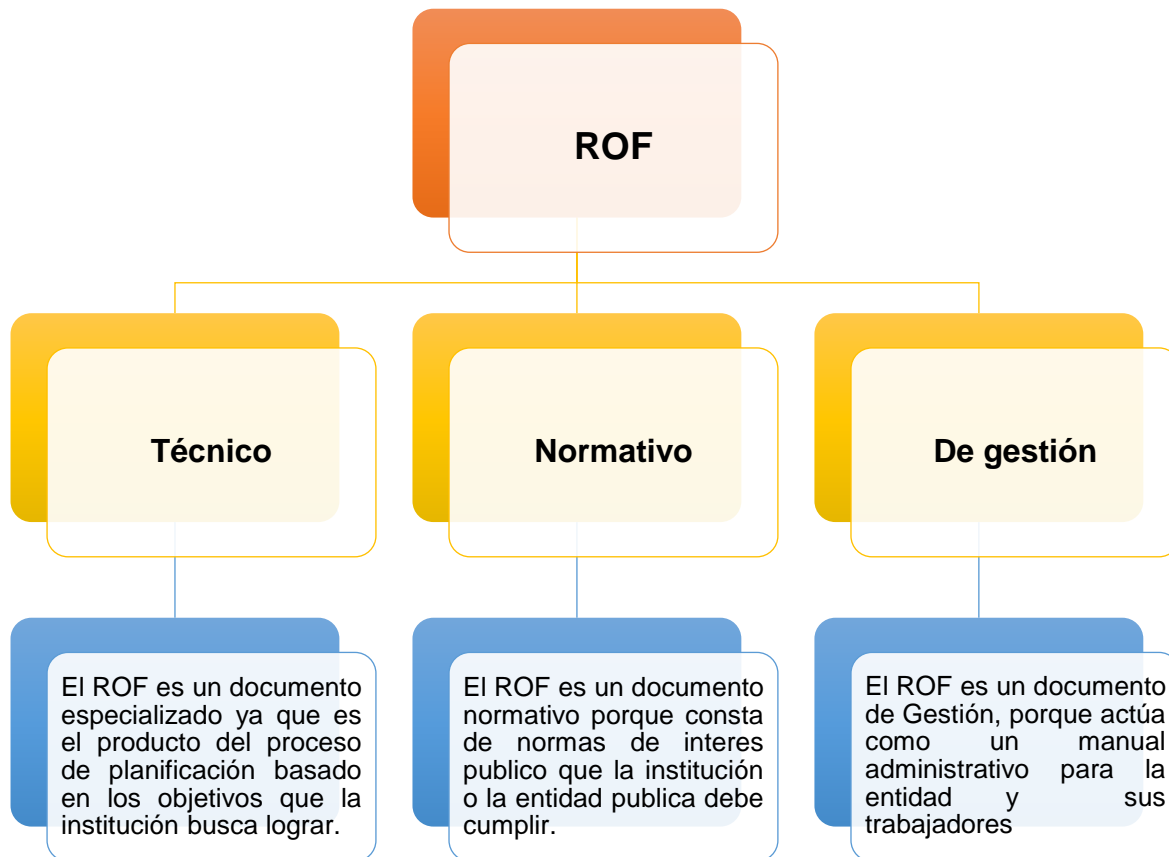 ROF
Técnico
Normativo
De gestión
El ROF es un documento
especializado ya que es
el producto del proceso
de planificación basado
en los objetivos que la
institución busca lograr.
El ROF es un documento
normativo porque consta
de normas de interes
publico que la institución
o la entidad publica debe
cumplir.
El ROF es un documento
de Gestión, porque actúa
como un manual
administrativo para la
entidad y sus
trabajadores